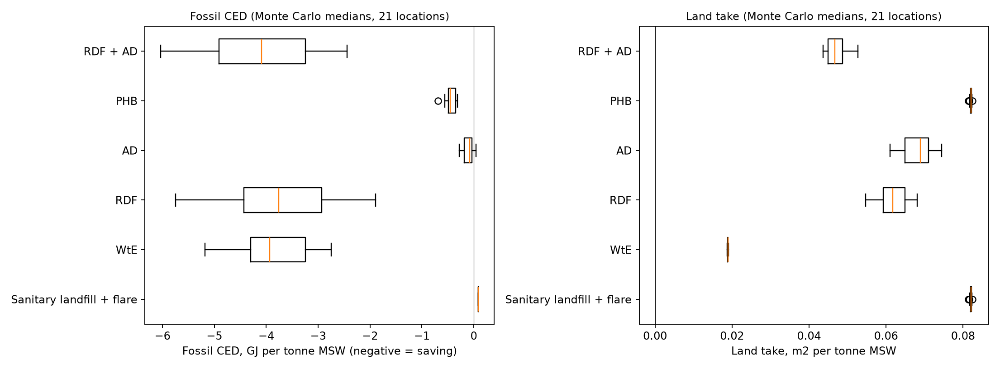 Fossil CED (Monte Carlo medians, 21 locations)
RDF + AD
PHB
AD
RDF
WtE
Sanitary landfill + flare
−6 −5 −4 −3 −2 −1 0
Fossil CED, GJ per tonne MSW (negative = saving)
Land take (Monte Carlo medians, 21 locations)
RDF + AD
PHB
AD
RDF
WtE
Sanitary landfill + flare
0.00 0.02 0.04 0.06 0.08
Land take, m2 per tonne MSW